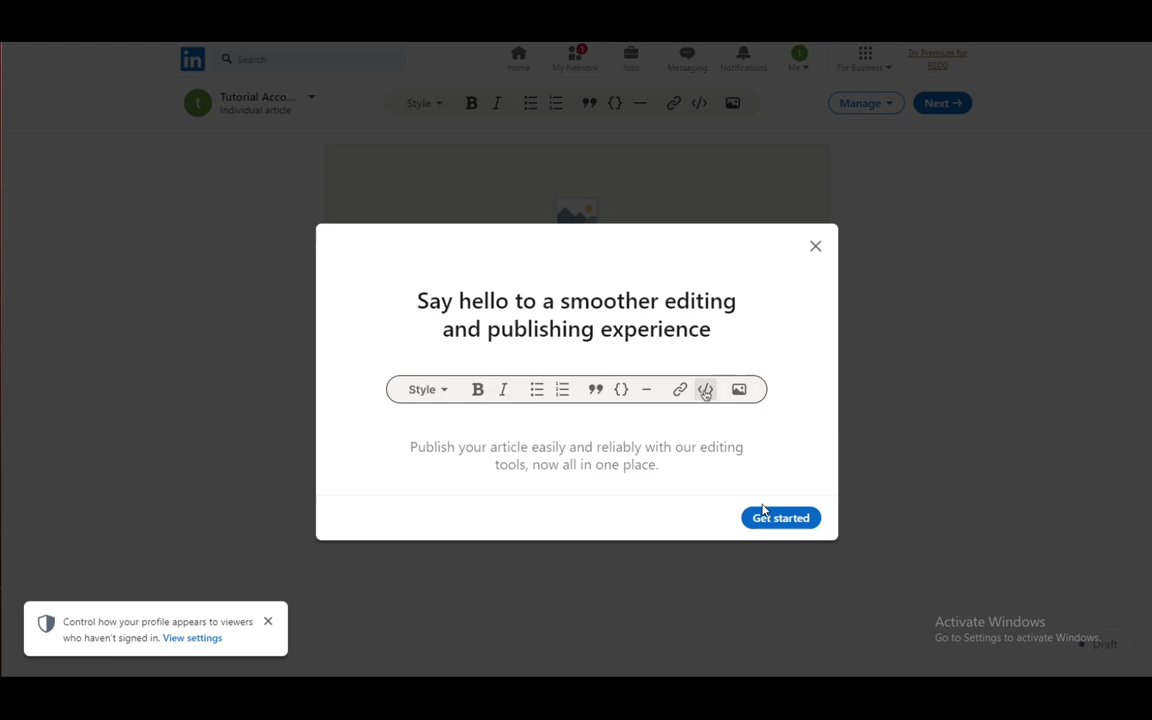 in
Search
Home
1
My Network
Jobs
Messaging
Notifications
t
Me
For Business
Try Premium for
RSD0
t
Tutorial Acco...
Individual article
Style
B
I
Manage
Next →
Say hello to a smoother editing
and publishing experience
Style
B
I
Publish your article easily and reliably with our editing
tools, now all in one place.
Get started
Control how your profile appears to viewers
who haven't signed in. View settings
Activate Windows
Go to Settings to activate Windows.
Draft